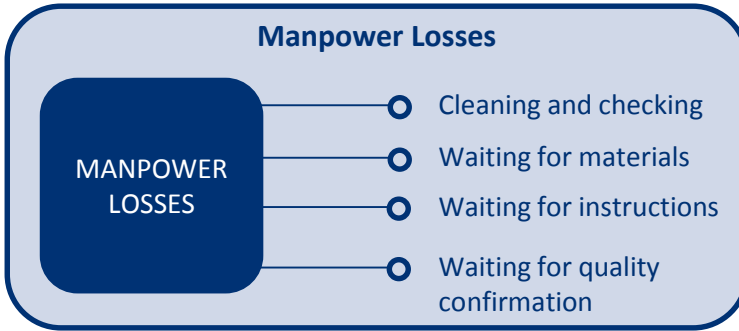 Manpower Losses
MANPOWER
LOSSES
Cleaning and checking
Waiting for materials
Waiting for instructions
Waiting for quality
confirmation